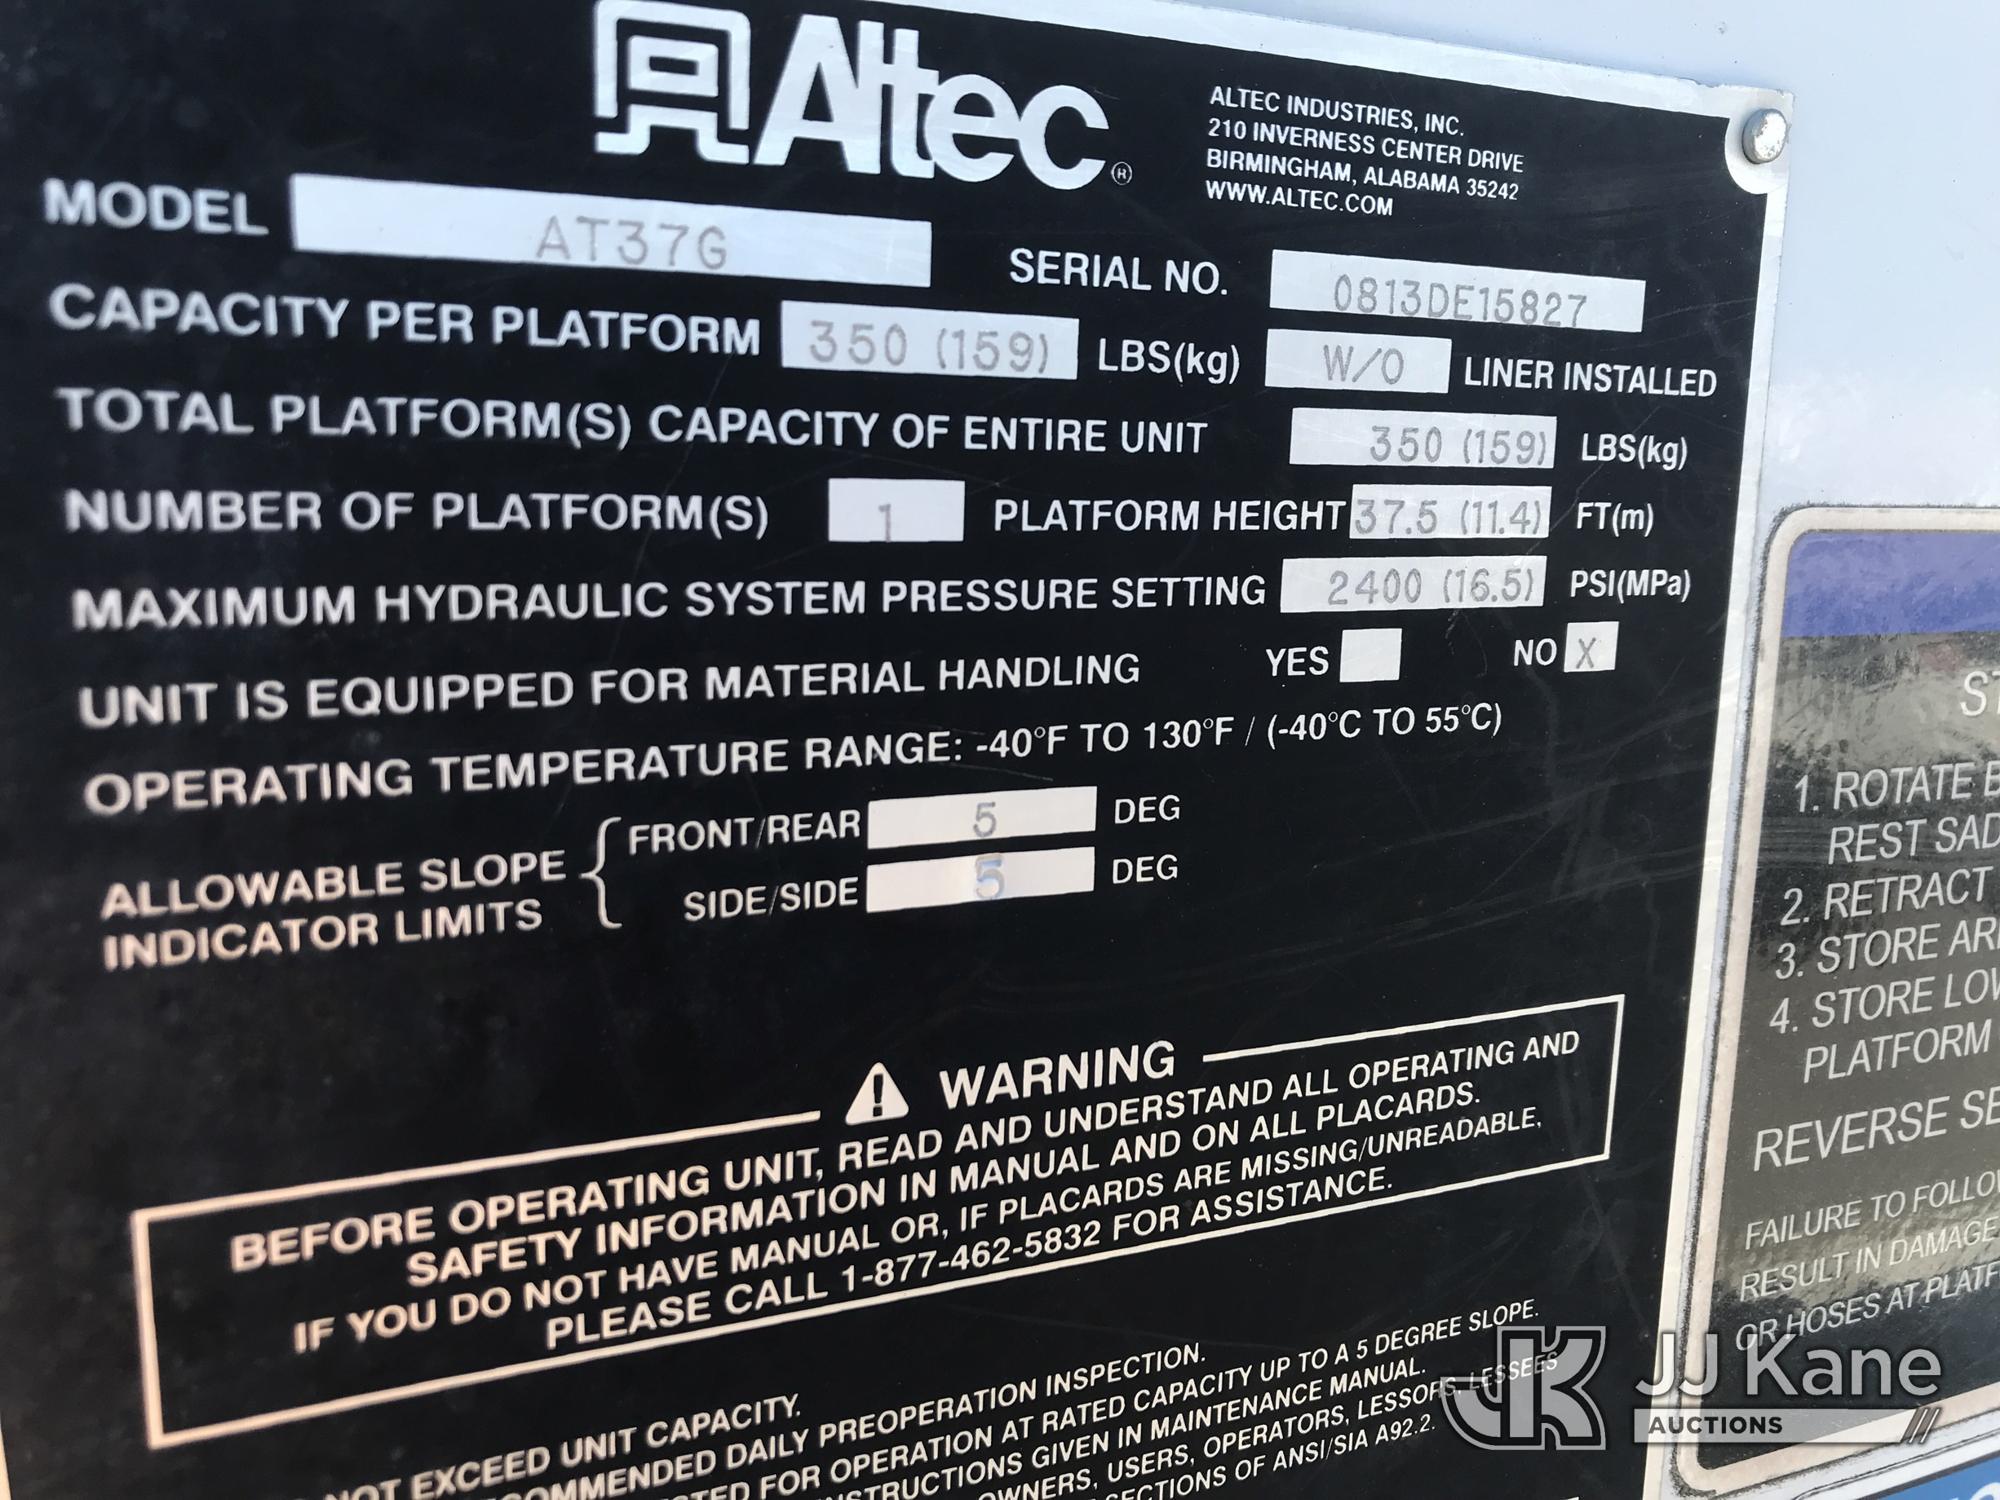 Altec®
ALTEC INDUSTRIES, INC.
210 INVERNESS CENTER DRIVE
BIRMINGHAM, ALABAMA 35242
WWW.ALTEC.COM
MODEL AT37G
SERIAL NO. 0813DE15827
CAPACITY PER PLATFORM 350 (159) LBS(kg) W/O LINER INSTALLED
TOTAL PLATFORM(S) CAPACITY OF ENTIRE UNIT 350 (159) LBS(kg)
NUMBER OF PLATFORM(S) 1 PLATFORM HEIGHT 37.5 (11.4) FT(m)
MAXIMUM HYDRAULIC SYSTEM PRESSURE SETTING 2400 (16.5) PSI(MPa)
UNIT IS EQUIPPED FOR MATERIAL HANDLING YES NO X
OPERATING TEMPERATURE RANGE: -40°F TO 130°F / (-40°C TO 55°C)
ALLOWABLE SLOPE INDICATOR LIMITS
FRONT/REAR 5 DEG
SIDE/SIDE 5 DEG
WARNING
BEFORE OPERATING UNIT, READ AND UNDERSTAND ALL OPERATING AND
SAFETY INFORMATION IN MANUAL AND ON ALL PLACARDS.
IF YOU DO NOT HAVE MANUAL OR, IF PLACARDS ARE MISSING/UNREADABLE,
PLEASE CALL 1-877-462-5832 FOR ASSISTANCE.
NOT EXCEED UNIT CAPACITY.
DAILY PREOPERATION INSPECTION.
FOR OPERATION AT RATED CAPACITY UP TO A 5 DEGREE SLOPE.
GIVEN IN MAINTENANCE MANUAL.
OWNERS, USERS, OPERATORS, LESSORS, LESSEES
OF ANSI/SIA A92.2.
1. ROTATE
REST
2. RETRACT
3. STORE
4. STORE
PLATFORM
REVERSE
FAILURE TO
RESULT IN DAMAGE
OR HOSES AT
JJ Kane
AUCTIONS